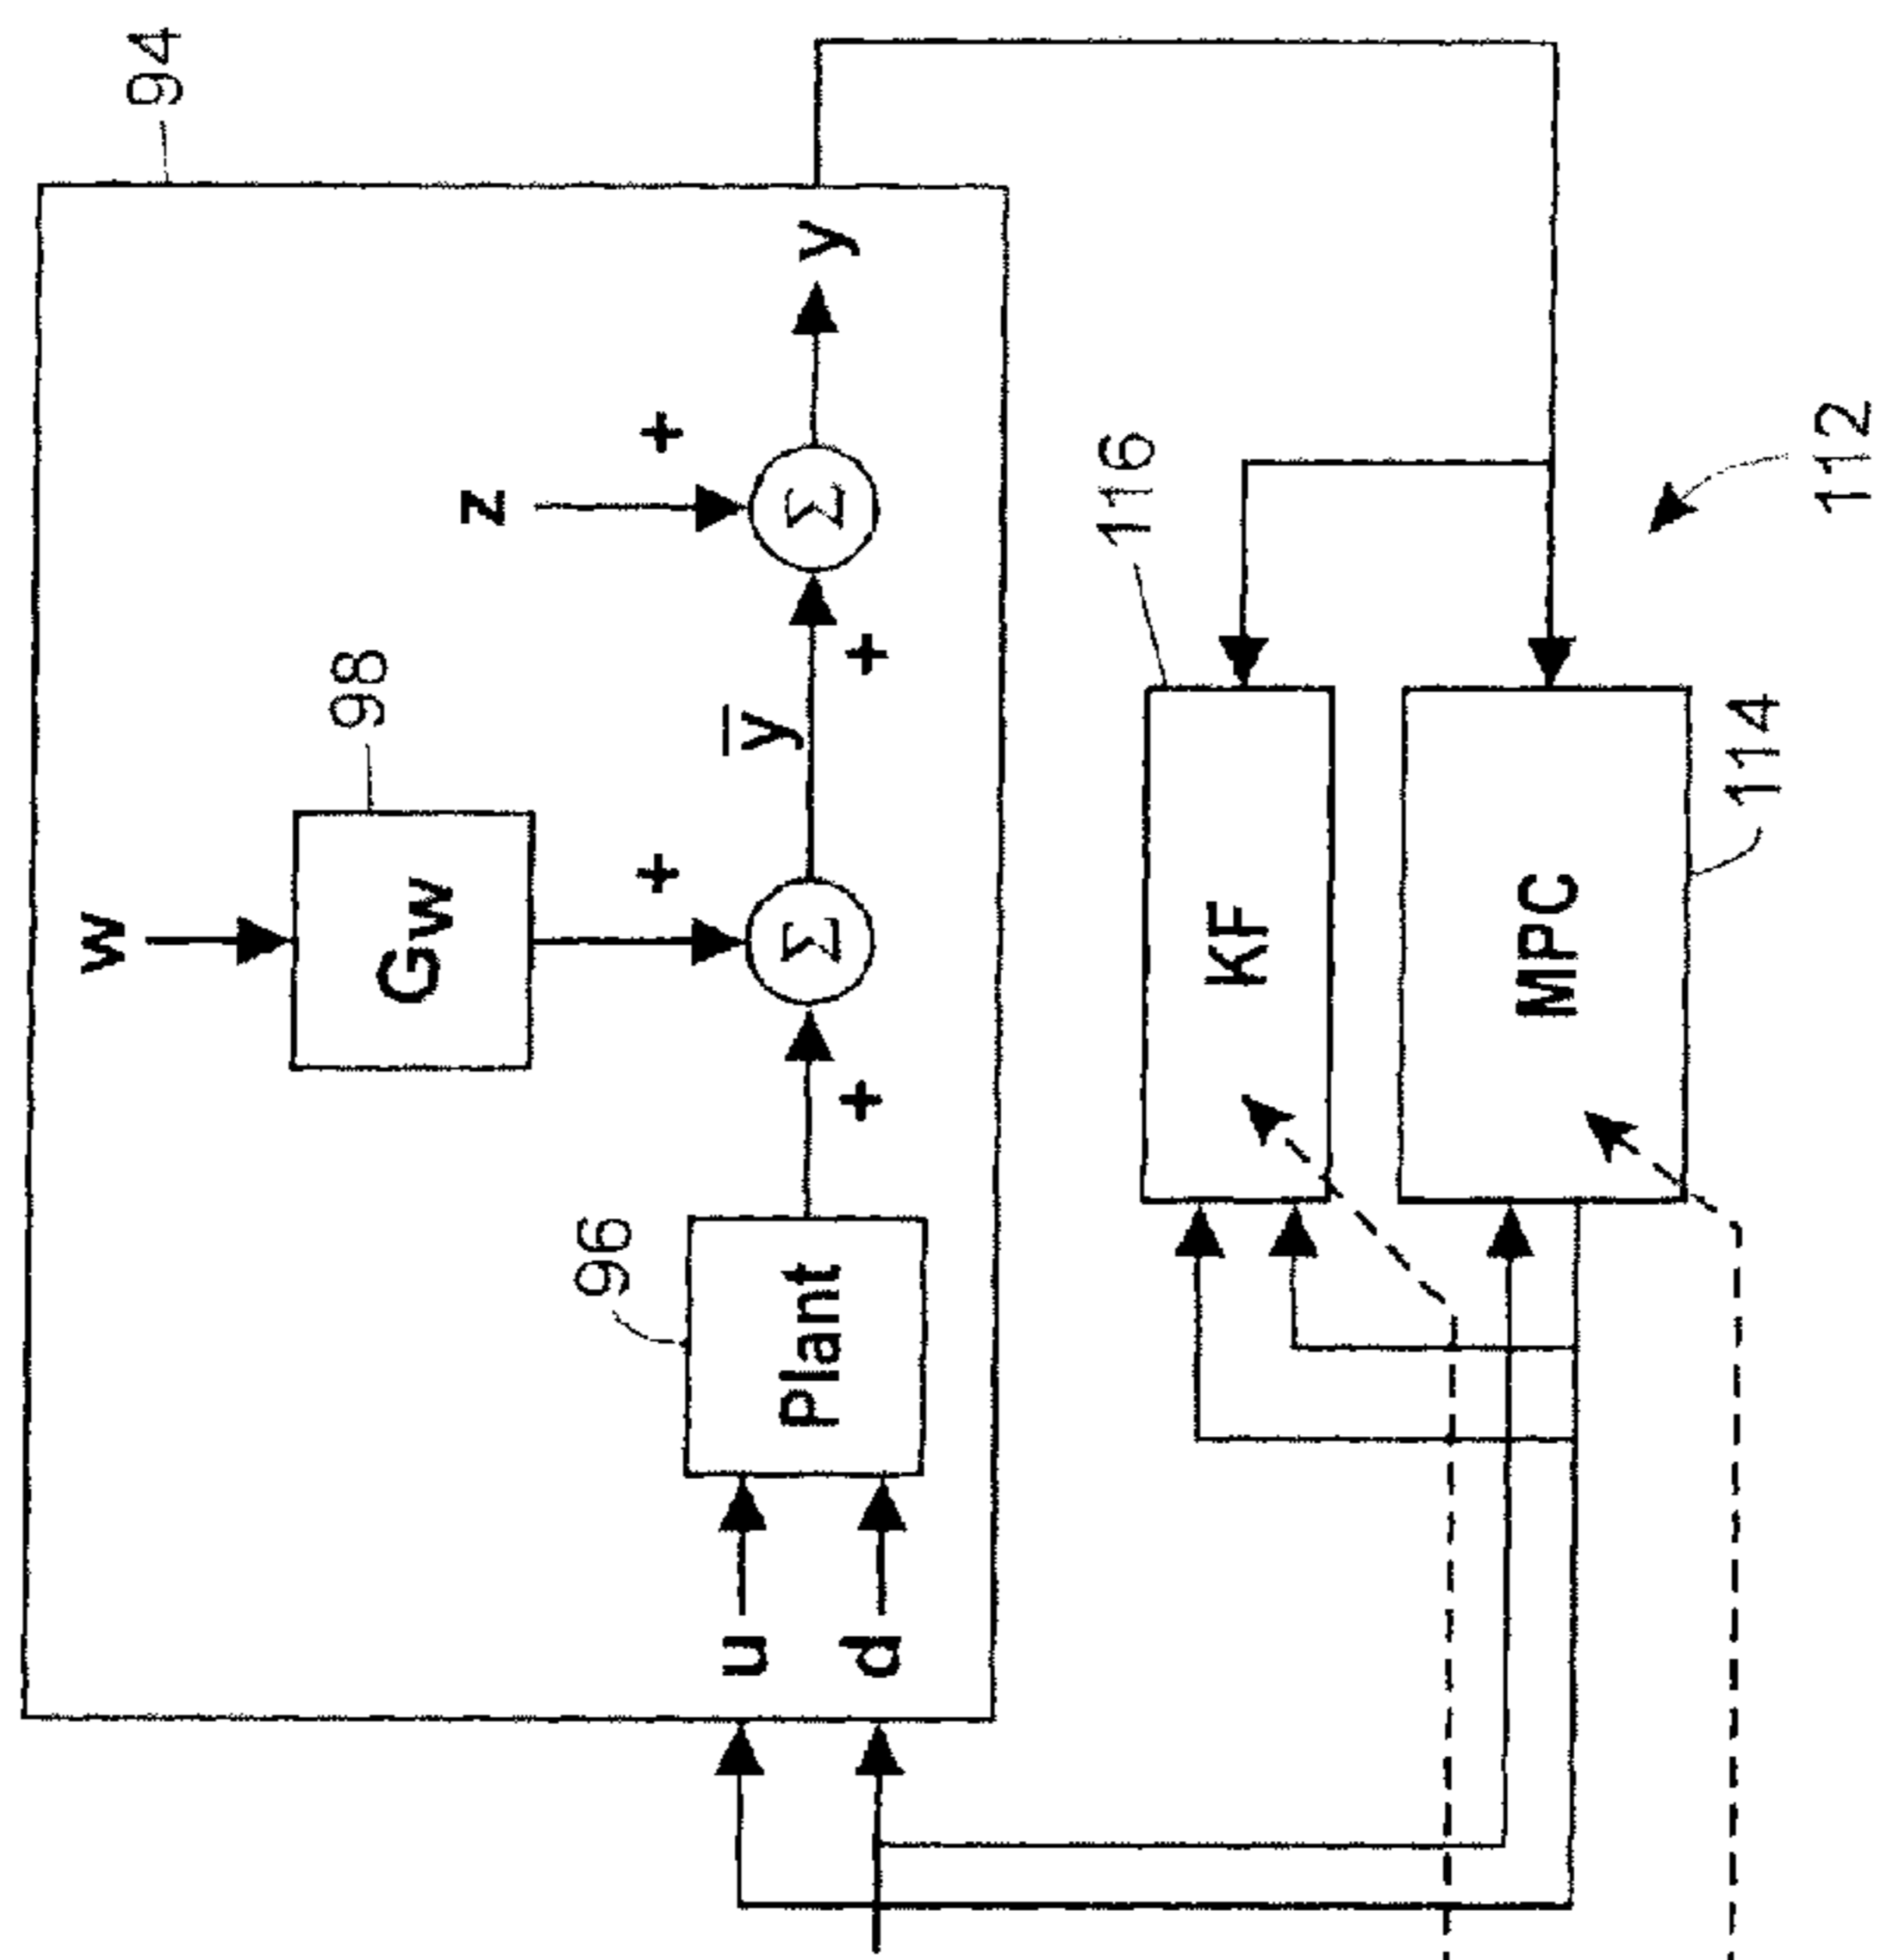 94
w
98
Gw
z
+
+
y
Σ
Σ
ȳ
+
+
96
Plant
u
d
116
KF
MPC
114
112